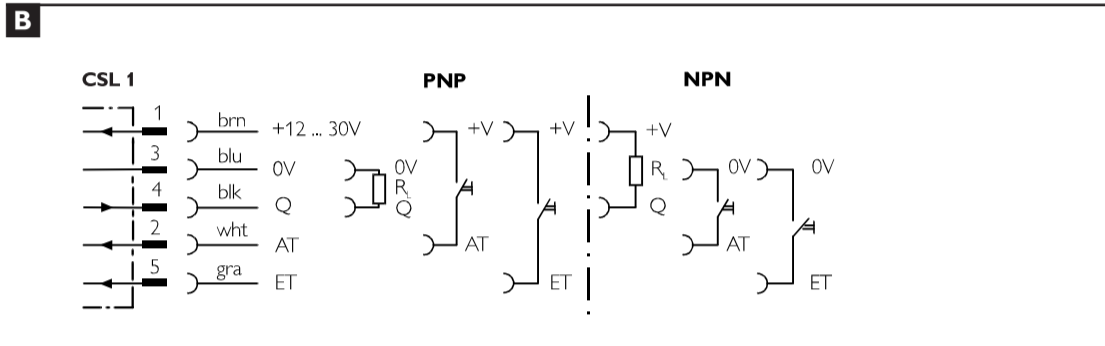 B
CSL 1
PNP
NPN
1 brn +12 ... 30V
3 blu 0V
4 blk Q
2 wht AT
5 gra ET
0V
RL
Q
+V
AT
+V
ET
+V
RL
Q
0V
AT
0V
ET